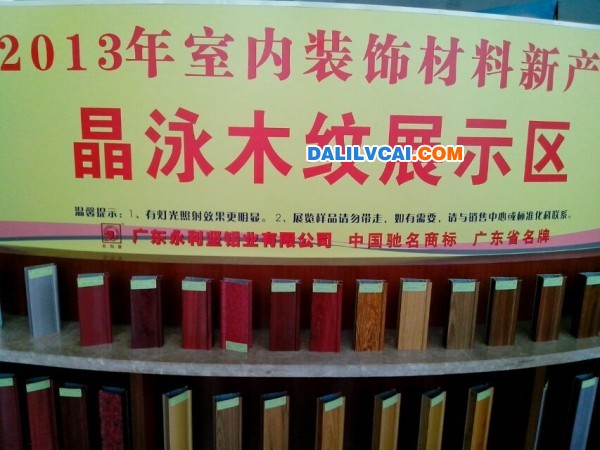 2013年室内装饰材料新产
晶泳木纹展示区
DALILVCAI.COM
温馨提示：1、有灯光照射效果更明显。2、展览样品请勿带走，如有需要，请与销售中心或标准化科联系。
广东永利坚铝业有限公司 中国驰名商标 广东省名牌